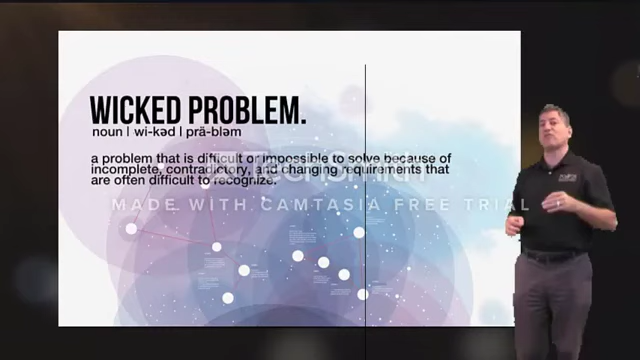 WICKED PROBLEM.
noun | wi-kəd | prä-bləm
a problem that is difficult or impossible to solve because of
incomplete, contradictory, and changing requirements that
are often difficult to recognize.
TechSmith
MADE WITH CAMTASIA FREE TRIAL